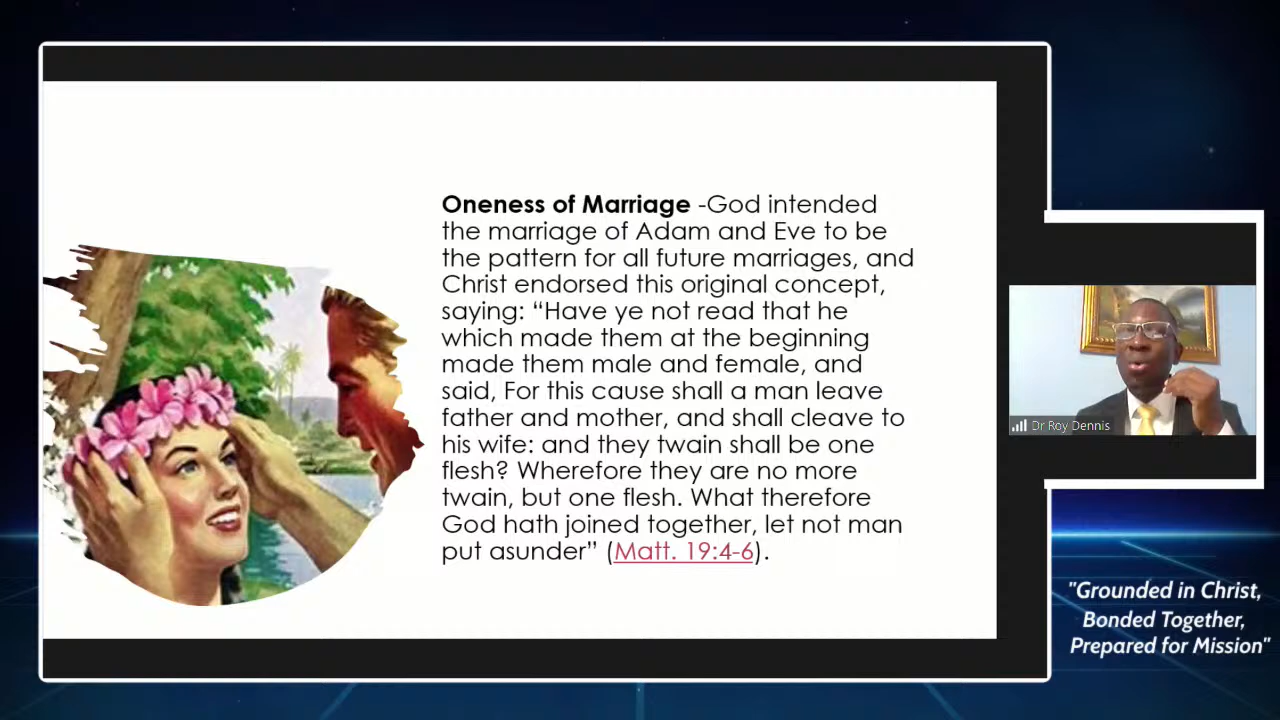 Oneness of Marriage -God intended
the marriage of Adam and Eve to be
the pattern for all future marriages, and
Christ endorsed this original concept,
saying: “Have ye not read that he
which made them at the beginning
made them male and female, and
said, For this cause shall a man leave
father and mother, and shall cleave to
his wife: and they twain shall be one
flesh? Wherefore they are no more
twain, but one flesh. What therefore
God hath joined together, let not man
put asunder” (Matt. 19:4-6).
Dr Roy Dennis
"Grounded in Christ,
Bonded Together,
Prepared for Mission"